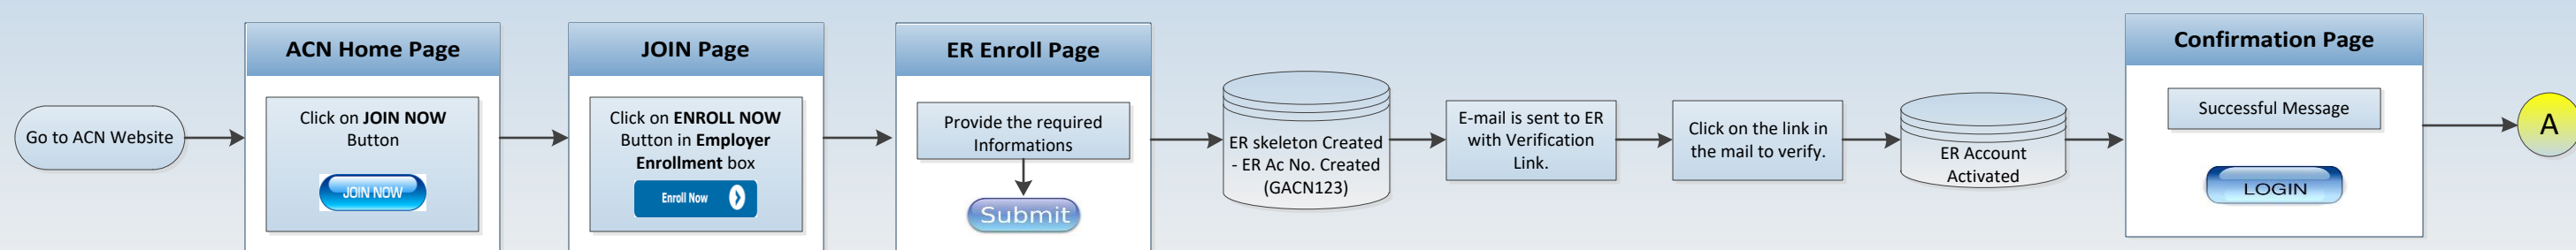 Go to ACN Website
ACN Home Page
Click on JOIN NOW
Button
JOIN NOW
JOIN Page
Click on ENROLL NOW
Button in Employer
Enrollment box
Enroll Now
ER Enroll Page
Provide the required
Informations
Submit
ER skeleton Created
- ER Ac No. Created
(GACN123)
E-mail is sent to ER
with Verification
Link.
Click on the link in
the mail to verify.
ER Account
Activated
Confirmation Page
Successful Message
LOGIN
A